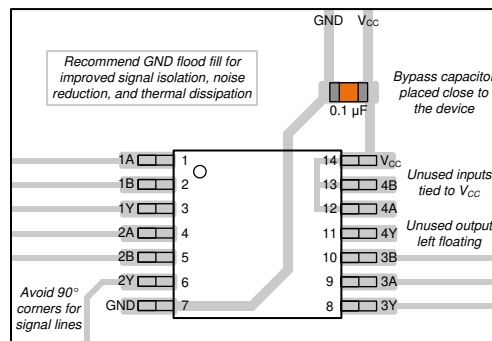 GND VCC
Recommend GND flood fill for
improved signal isolation, noise
reduction, and thermal dissipation
Bypass capacitor
placed close to
the device
0.1 µF
1A 1 14 VCC
1B 2 13 4B
1Y 3 12 4A
2A 4 11 4Y
2B 5 10 3B
2Y 6 9 3A
GND 7 8 3Y
Unused inputs
tied to VCC
Unused output
left floating
Avoid 90°
corners for
signal lines